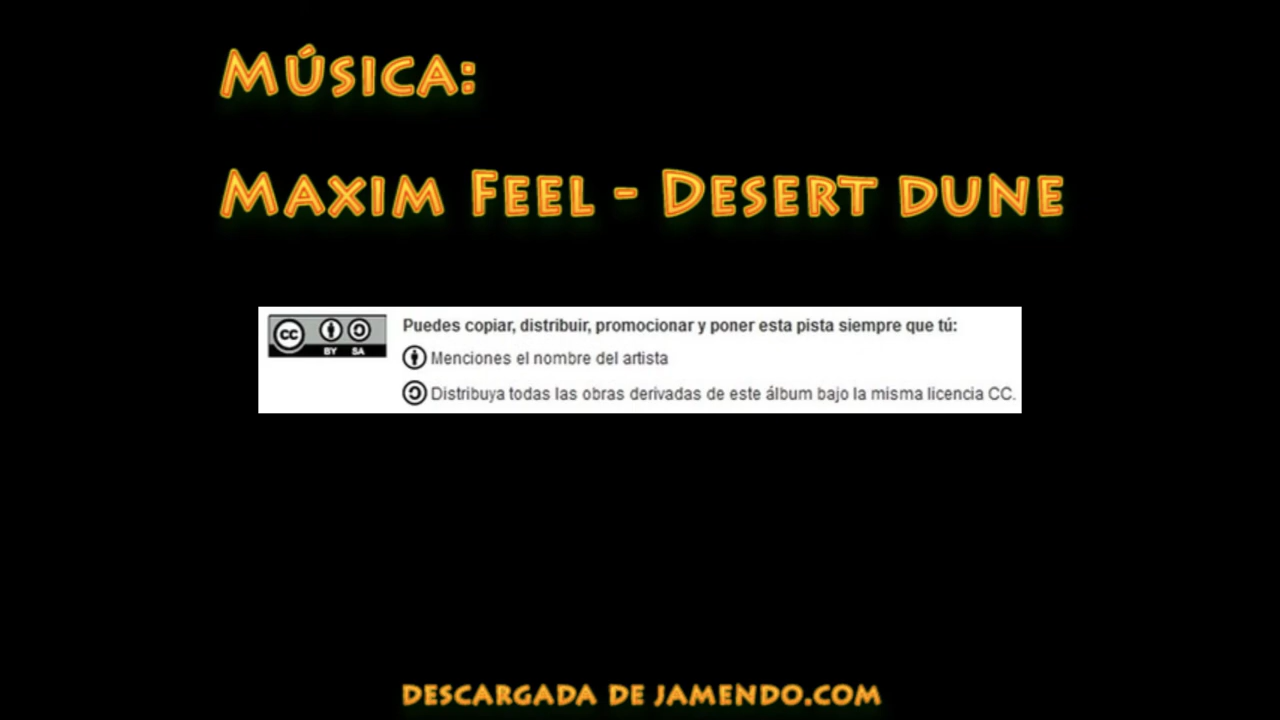 Música:
Maxim Feel - Desert dune
cc BY SA
Puedes copiar, distribuir, promocionar y poner esta pista siempre que tú:
Menciones el nombre del artista
Distribuya todas las obras derivadas de este álbum bajo la misma licencia CC.
DESCARGADA DE JAMENDO.COM